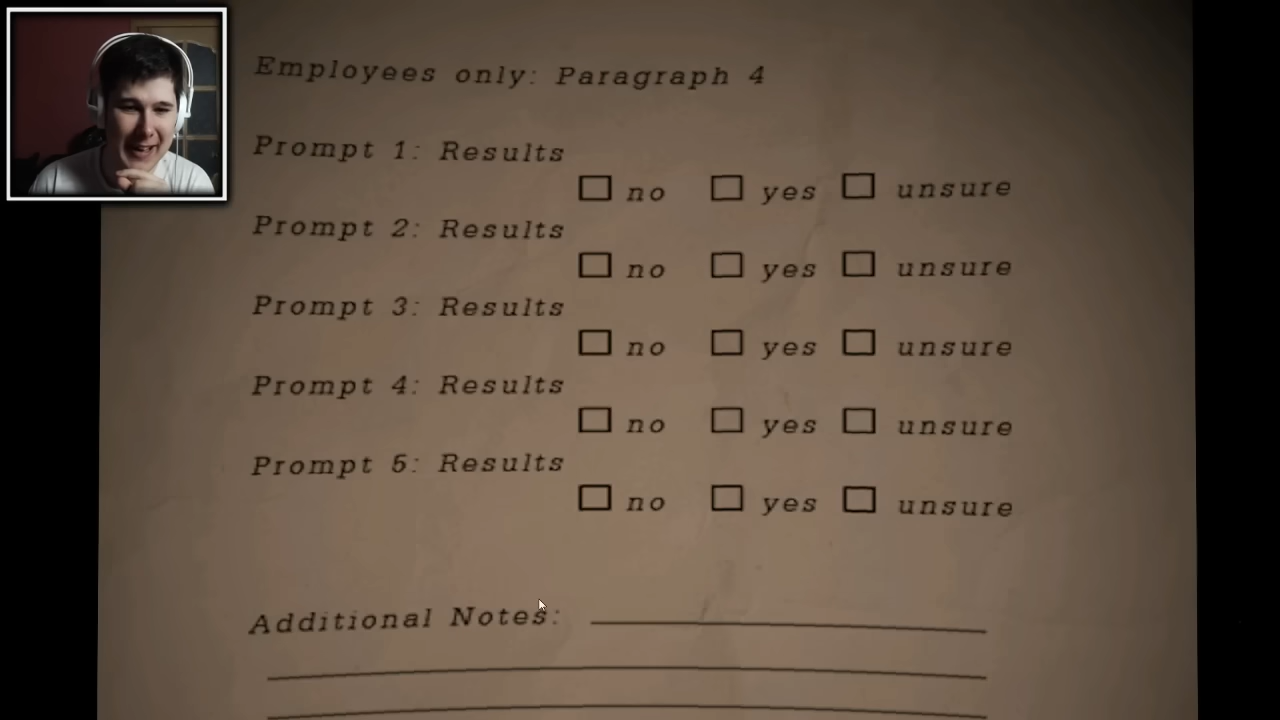 Employees only: Paragraph 4
Prompt 1: Results
no yes unsure
Prompt 2: Results
no yes unsure
Prompt 3: Results
no yes unsure
Prompt 4: Results
no yes unsure
Prompt 5: Results
no yes unsure
Additional Notes: